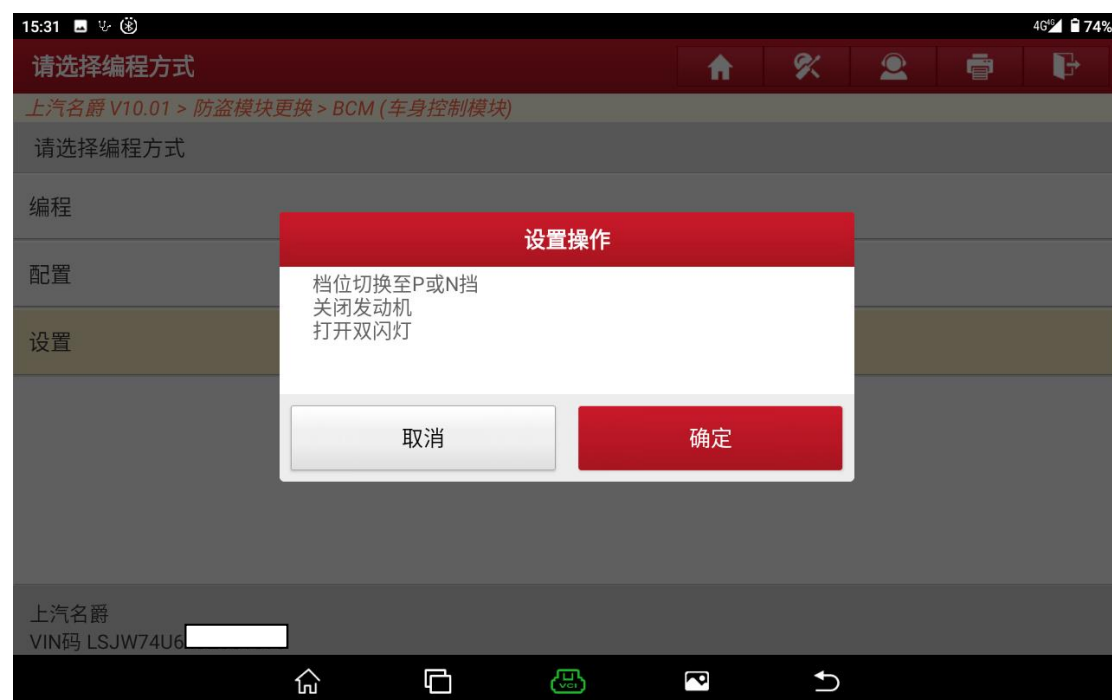 15:31 4G 4G 74%
请选择编程方式
上汽名爵 V10.01 > 防盗模块更换 > BCM (车身控制模块)
请选择编程方式
编程
配置
设置
设置操作
档位切换至P或N挡
关闭发动机
打开双闪灯
取消 确定
上汽名爵
VIN码 LSJW74U6
VCI